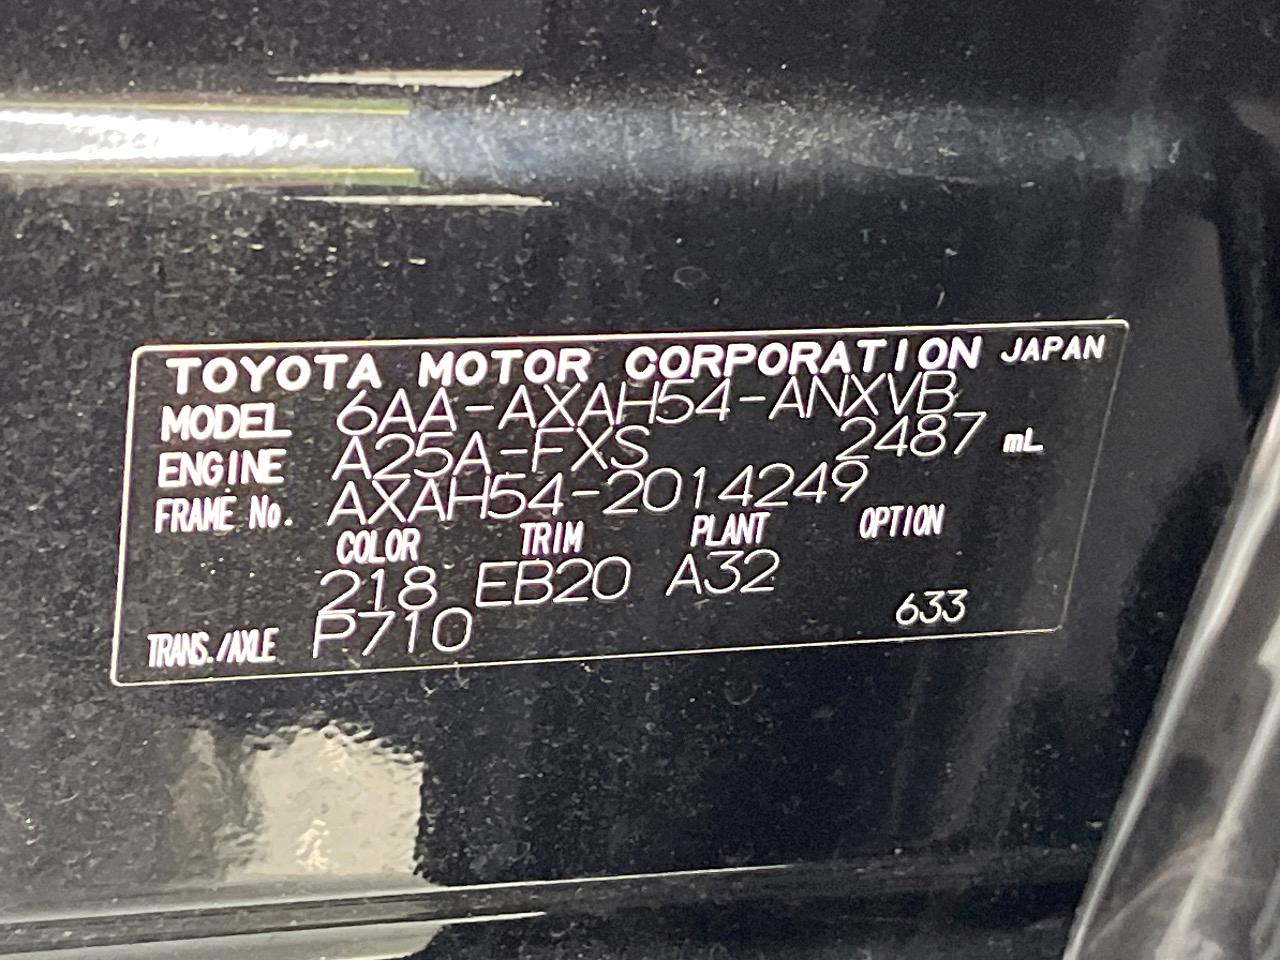 TOYOTA MOTOR CORPORATION JAPAN
MODEL 6AA-AXAH54-ANXVB
ENGINE A25A-FXS 2487 mL
FRAME No. AXAH54-2014249
COLOR TRIM PLANT OPTION
218 EB20 A32
TRANS./AXLE P710 633